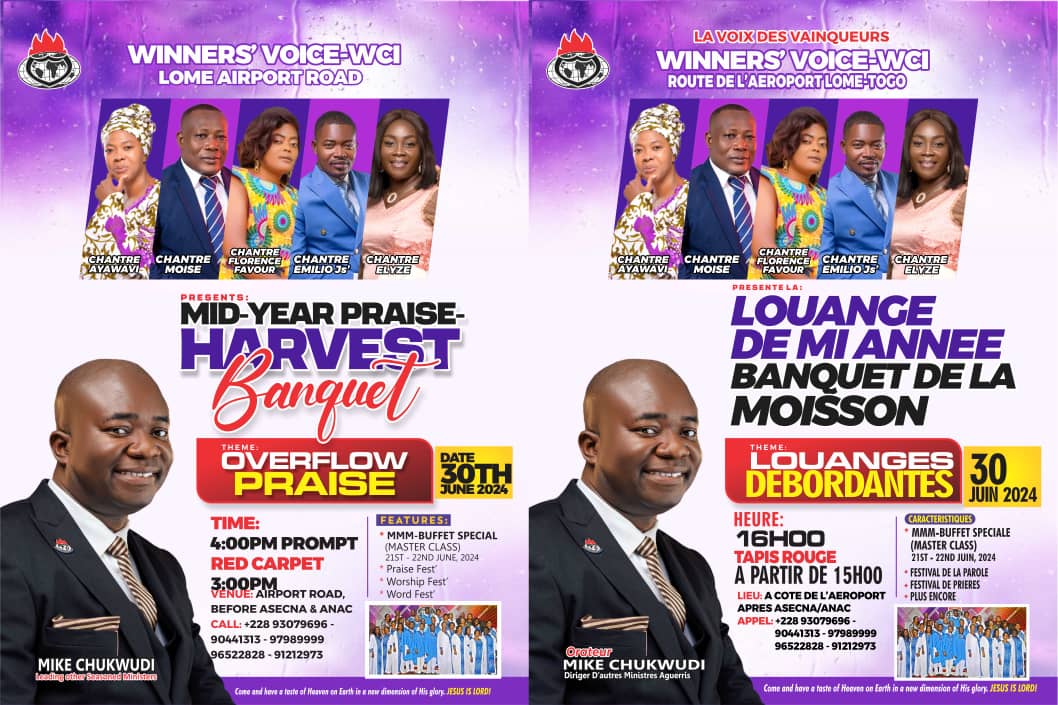 WINNERS' VOICE-WCI
LOME AIRPORT ROAD
CHANTRE
AYAWAVI
CHANTRE
MOISE
CHANTRE
FLORENCE
FAVOUR
CHANTRE
EMILIO Js'
CHANTRE
ELYZE
PRESENTS:
MID-YEAR PRAISE-
HARVEST
Banquet
THEME:
OVERFLOW
PRAISE
DATE
30TH
JUNE 2024
TIME:
4:00PM PROMPT
RED CARPET
3:00PM
VENUE: AIRPORT ROAD,
BEFORE ASECNA & ANAC
CALL: +228 93079696 -
90441313 - 97989999
96522828 - 91212973
FEATURES:
* MMM-BUFFET SPECIAL
(MASTER CLASS)
21ST - 22ND JUNE, 2024
* Praise Fest'
* Worship Fest'
* Word Fest'
MIKE CHUKWUDI
Leading other Seasoned Ministers
Come and have a taste of Heaven on Earth in a new dimension of His glory. JESUS IS LORD!
LA VOIX DES VAINQUEURS
WINNERS' VOICE-WCI
ROUTE DE L'AEROPORT LOME-TOGO
CHANTRE
AYAWAVI
CHANTRE
MOISE
CHANTRE
FLORENCE
FAVOUR
CHANTRE
EMILIO Js'
CHANTRE
ELYZE
PRESENTE LA:
LOUANGE
DE MI ANNEE
BANQUET DE LA
MOISSON
THEME:
LOUANGES
DEBORDANTES
30
JUIN 2024
HEURE:
16H00
TAPIS ROUGE
A PARTIR DE 15H00
LIEU: A COTE DE L'AEROPORT
APRES ASECNA/ANAC
APPEL: +228 93079696 -
90441313 - 97989999
96522828 - 91212973
CARACTERISTIQUES
* MMM-BUFFET SPECIALE
(MASTER CLASS)
21ST - 22ND JUIN, 2024
* FESTIVAL DE LA PAROLE
* FESTIVAL DE PRIERES
* PLUS ENCORE
Orateur
MIKE CHUKWUDI
Diriger D'autres Ministres Aguerris
Come and have a taste of Heaven on Earth in a new dimension of His glory. JESUS IS LORD!